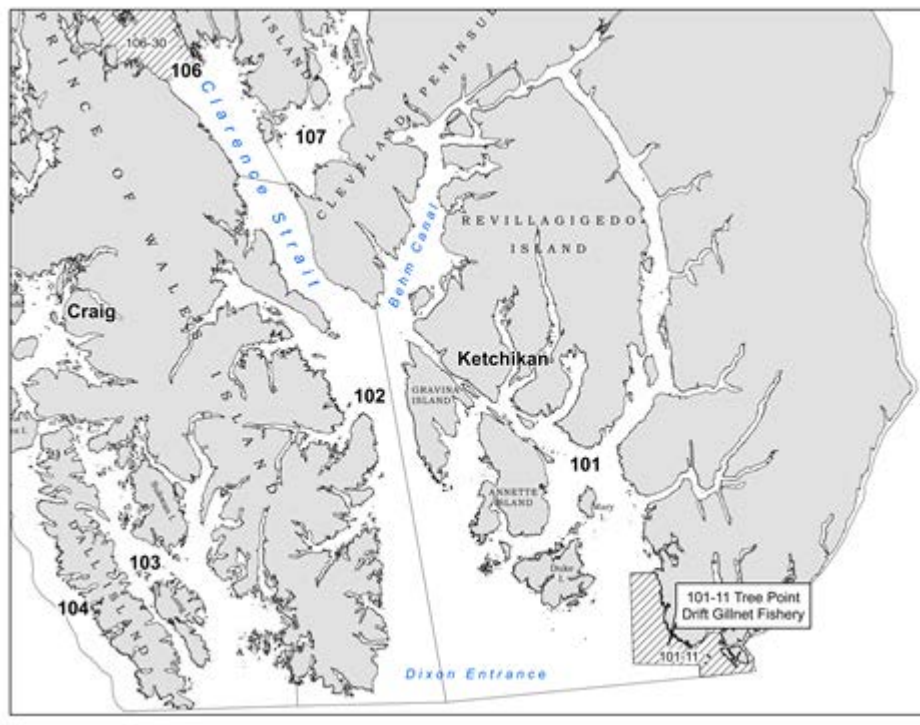 106-30
106
107
PRINCE OF WALES ISLAND
ISLAND
Clarence Strait
CLEVELAND PENINSULA
Behm Canal
REVILLAGIGEDO
ISLAND
Craig
Ketchikan
GRAVINA
ISLAND
102
101
ANNETTE
ISLAND
Mary
I.
Duke
I.
103
104
DALL ISLAND
101-11 Tree Point
Drift Gillnet Fishery
101-11
Dixon Entrance